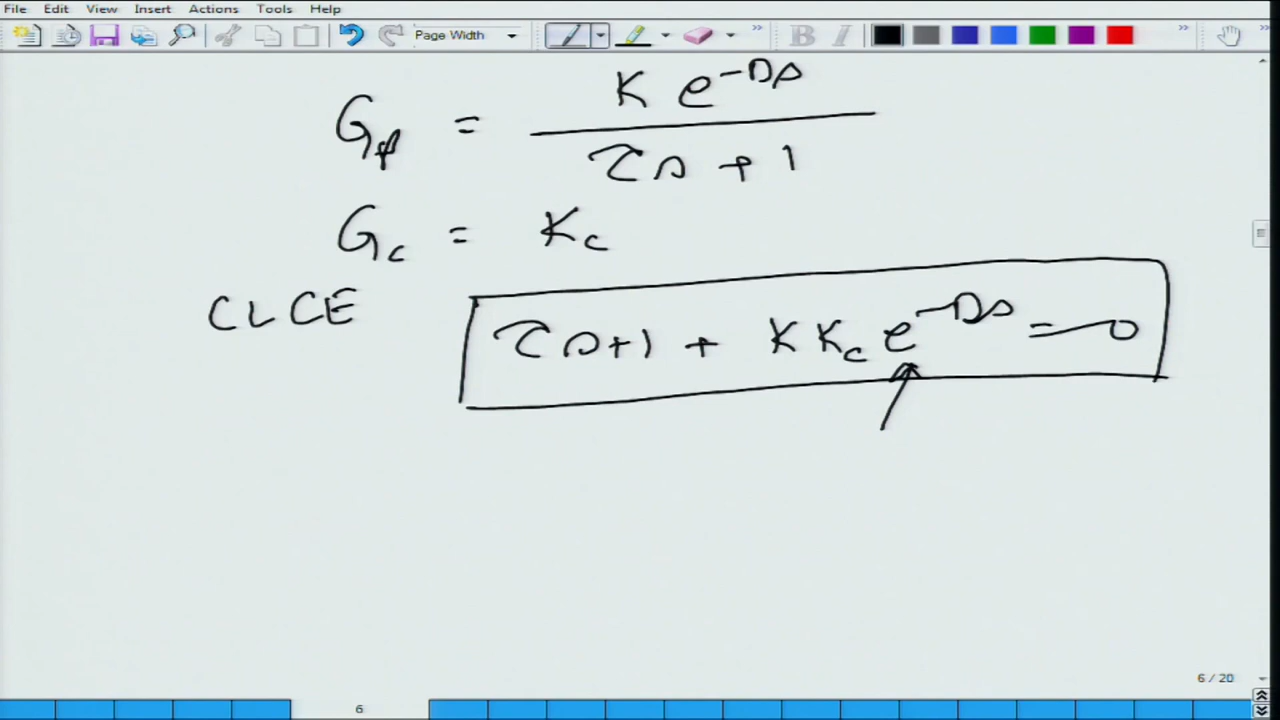 File Edit View Insert Actions Tools Help
Page Width
B I
Gp = K e^-Ds / τs + 1
Gc = Kc
CLCE τs+1 + K Kc e^-Ds = 0
6 / 20
6